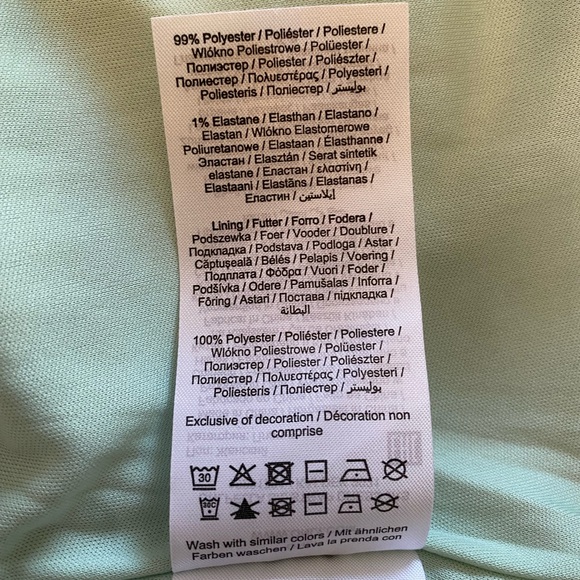 99% Polyester / Poliéster / Poliestere /
Włókno Poliestrowe / Polüester /
Полиэстер / Poliester / Poliészter /
Полиестер / Πολυεστέρας / Polyesteri /
Poliesteris / Поліестер / بوليستر
1% Elastane / Elasthan / Elastano /
Elastan / Włókno Elastomerowe
Poliuretanowe / Elastaan / Élasthanne /
Эластан / Elasztán / Serat sintetik
elastane / Еластан / ελαστίνη /
Elastaani / Elastāns / Elastanas /
Еластин / إيلاستين
Lining / Futter / Forro / Fodera /
Podszewka / Foer / Vooder / Doublure /
Подкладка / Podstava / Podloga / Astar /
Căptușeală / Bélés / Pelapis / Voering /
Подплата / Φόδρα / Vuori / Foder /
Podšívka / Odere / Pamušalas / Inforra /
Fôring / Astari / Постава / підкладка /
البطانة
100% Polyester / Poliéster / Poliestere /
Włókno Poliestrowe / Polüester /
Полиэстер / Poliester / Poliészter /
Полиестер / Πολυεστέρας / Polyesteri /
Poliesteris / Поліестер / بوليستر
Exclusive of decoration / Décoration non
comprise
30
30C
Wash with similar colors / Mit ähnlichen
Farben waschen / Lava la prenda con